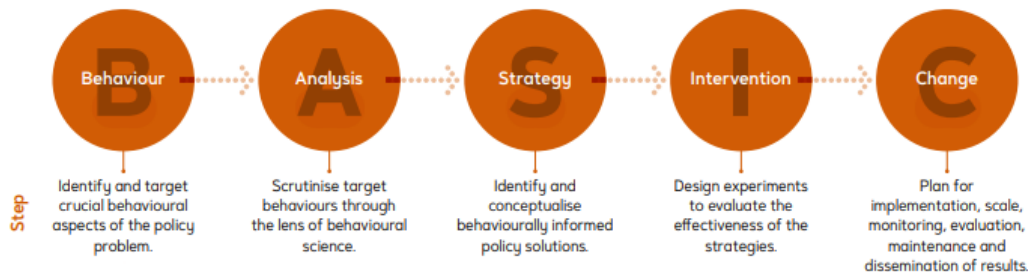 B
Behaviour
A
Analysis
S
Strategy
I
Intervention
C
Change
Step
Identify and target
crucial behavioural
aspects of the policy
problem.
Scrutinise target
behaviours through
the lens of behavioural
science.
Identify and
conceptualise
behaviourally informed
policy solutions.
Design experiments
to evaluate the
effectiveness of the
strategies.
Plan for
implementation, scale,
monitoring, evaluation,
maintenance and
dissemination of results.